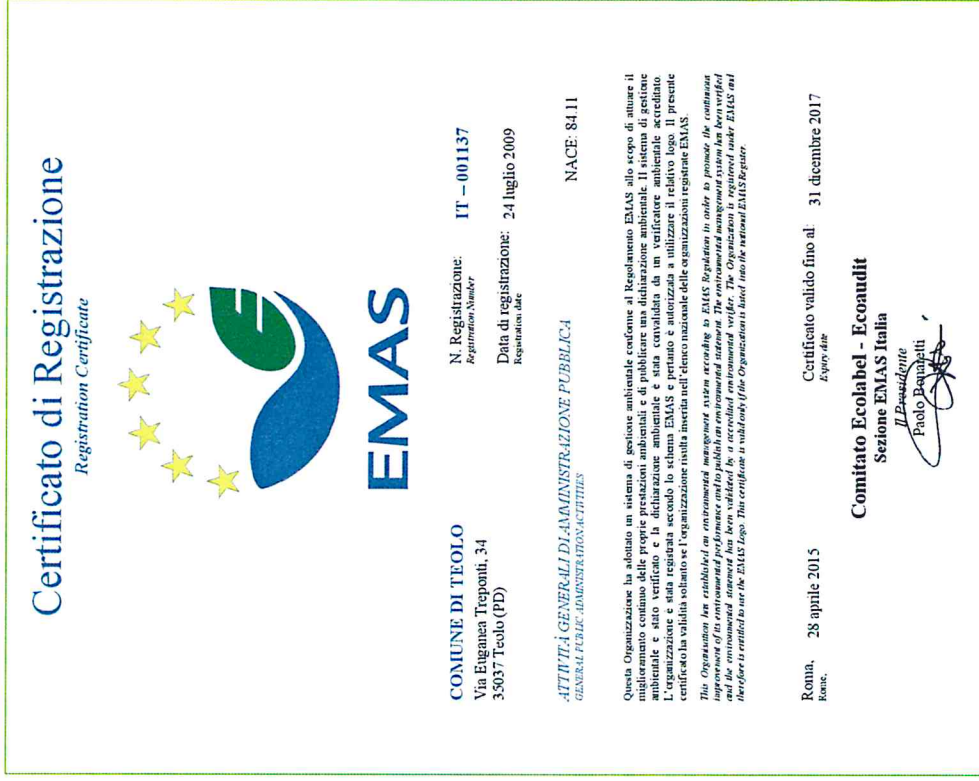 Certificato di Registrazione
Registration Certificate
EMAS
COMUNE DI TEOLO
Via Euganea Treponti, 34
35037 Teolo (PD)
N. Registrazione: IT – 001137
Registration Number
Data di registrazione: 24 luglio 2009
Registration date
ATTIVITÀ GENERALI DI AMMINISTRAZIONE PUBBLICA
GENERAL PUBLIC ADMINISTRATION ACTIVITIES
NACE: 84.11
Questa Organizzazione ha adottato un sistema di gestione ambientale conforme al Regolamento EMAS allo scopo di attuare il
miglioramento continuo delle proprie prestazioni ambientali e di pubblicare una dichiarazione ambientale. Il sistema di gestione
ambientale è stato verificato e la dichiarazione ambientale è stata convalidata da un verificatore ambientale accreditato.
L'organizzazione è stata registrata secondo lo schema EMAS e pertanto è autorizzata a utilizzare il relativo logo. Il presente
certificato ha validità soltanto se l'organizzazione risulta inserita nell'elenco nazionale delle organizzazioni registrate EMAS.
This Organisation has established an environmental management system according to EMAS Regulation in order to promote the continuous
improvement of its environmental performance and to publish an environmental statement. The environmental management system has been verified
and the environmental statement has been validated by a accredited environmental verifier. The Organization is registered under EMAS and
therefore is entitled to use the EMAS logo. This certificate is valid only if the Organization is listed into the national EMAS Register.
Roma, 28 aprile 2015
Rome,
Certificato valido fino al: 31 dicembre 2017
Expiry date
Comitato Ecolabel - Ecoaudit
Sezione EMAS Italia
Il Presidente
Paolo Bonaretti